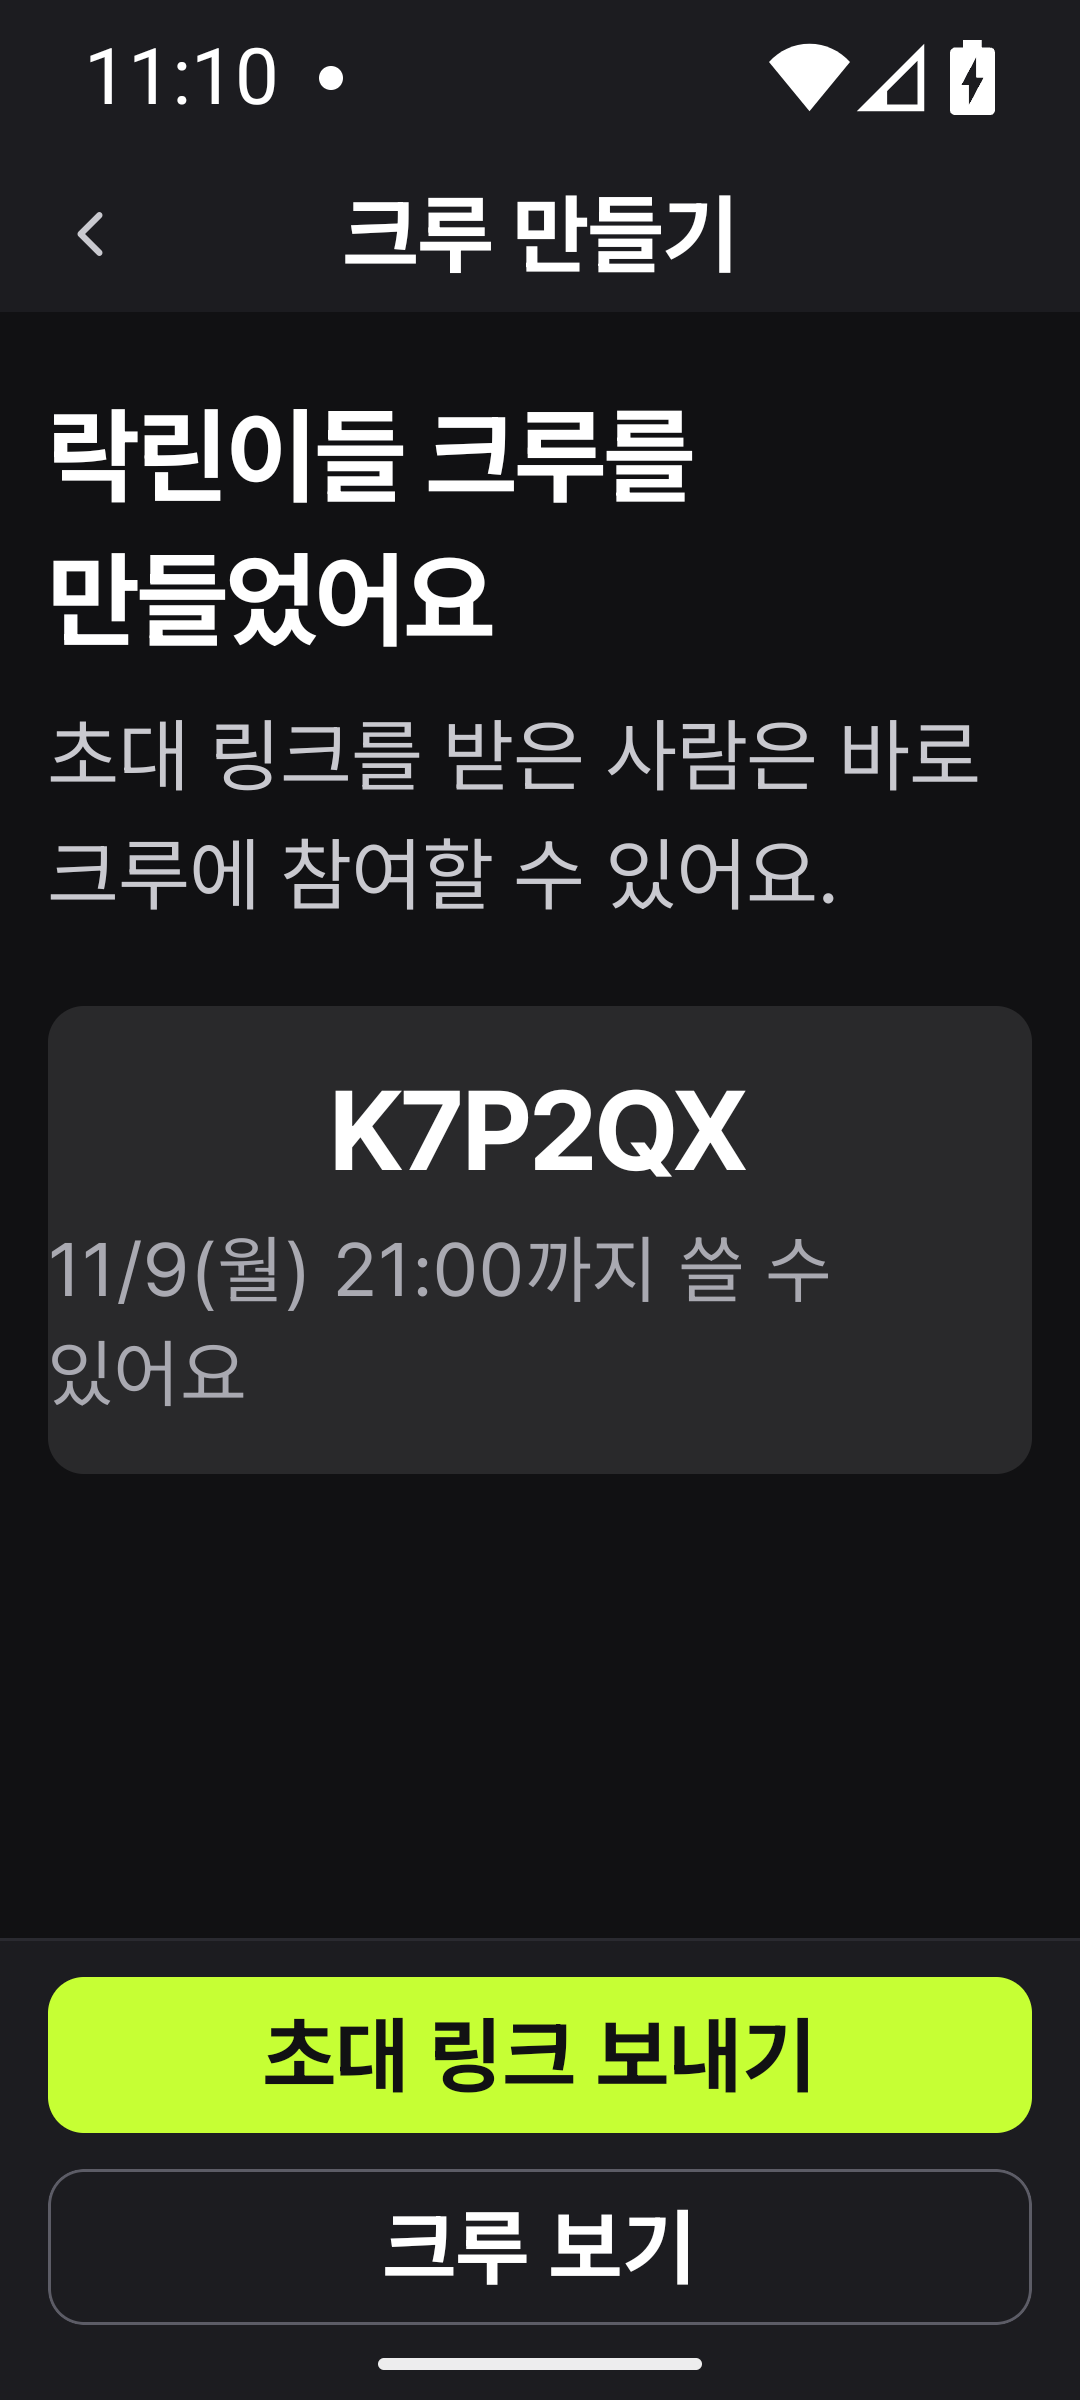 11:10
크루 만들기
락린이들 크루를
만들었어요
초대 링크를 받은 사람은 바로
크루에 참여할 수 있어요.
K7P2QX
11/9(월) 21:00까지 쓸 수
있어요
초대 링크 보내기
크루 보기